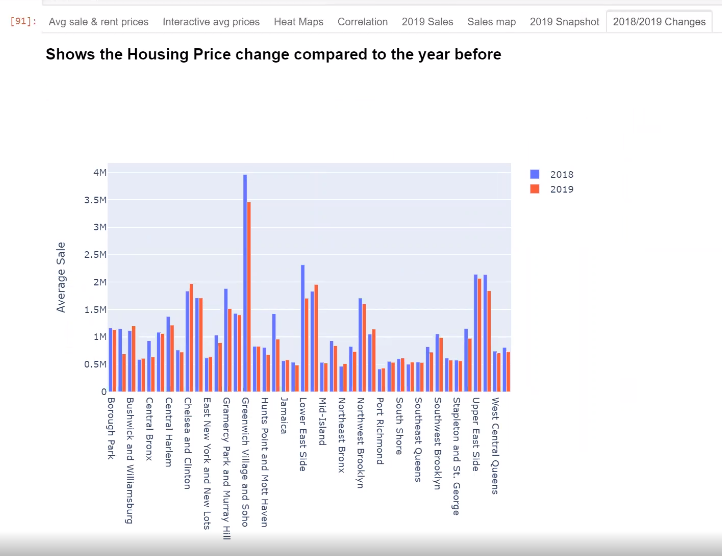 [91]: Avg sale & rent prices Interactive avg prices Heat Maps Correlation 2019 Sales Sales map 2019 Snapshot 2018/2019 Changes
Shows the Housing Price change compared to the year before
4M
3.5M
3M
2.5M
2M
1.5M
1M
0.5M
0
Average Sale
2018
2019
Borough Park
Bushwick and Williamsburg
Central Bronx
Central Harlem
Chelsea and Clinton
East New York and New Lots
Gramercy Park and Murray Hill
Greenwich Village and Soho
Hunts Point and Mott Haven
Jamaica
Lower East Side
Mid-Island
Northeast Bronx
Northwest Brooklyn
Port Richmond
South Shore
Southeast Queens
Southwest Brooklyn
Stapleton and St. George
Upper East Side
West Central Queens